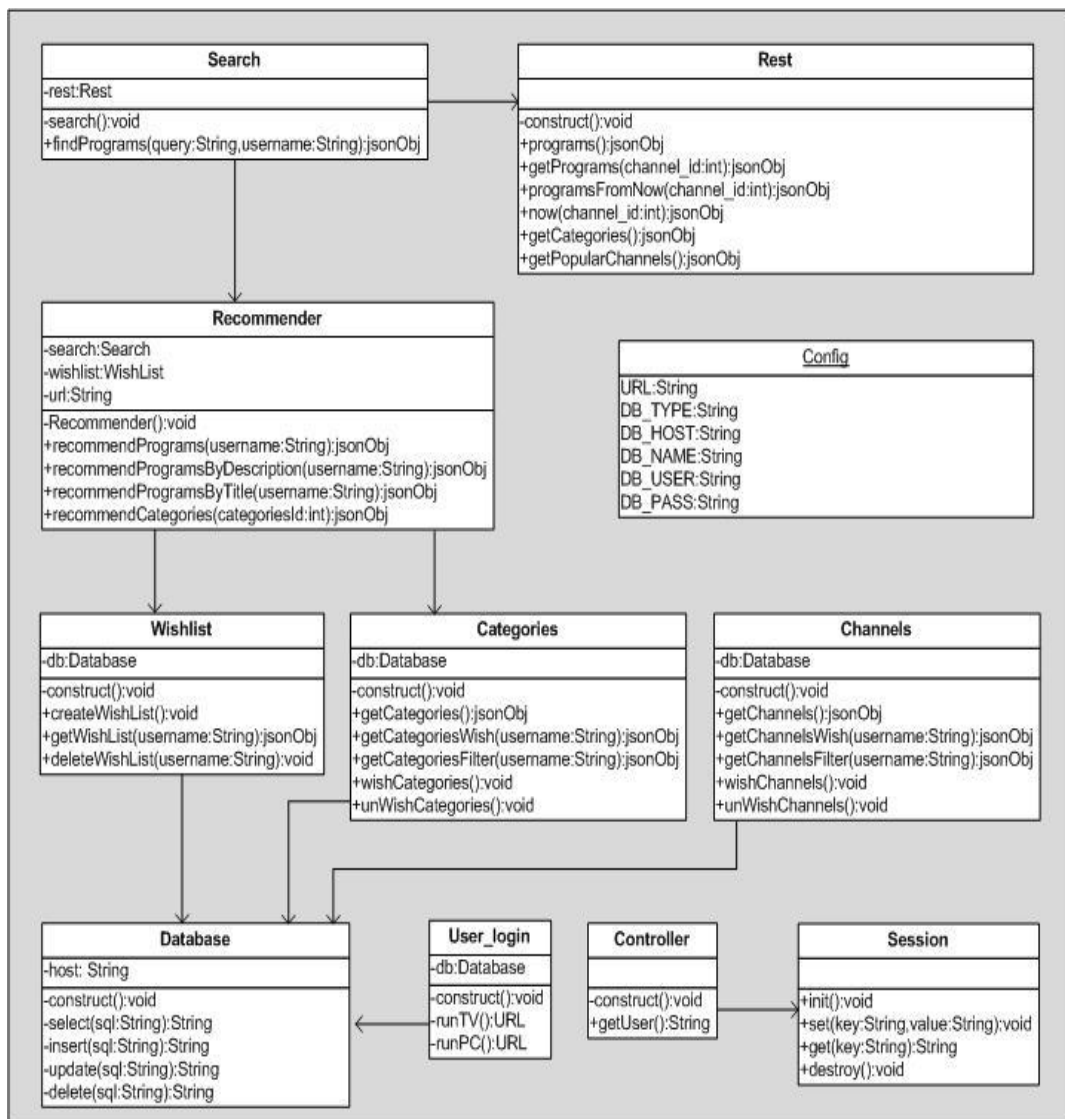 Search
-rest:Rest
-search():void
+findPrograms(query:String,username:String):jsonObj
Rest
-construct():void
+programs():jsonObj
+getPrograms(channel_id:int):jsonObj
+programsFromNow(channel_id:int):jsonObj
+now(channel_id:int):jsonObj
+getCategories():jsonObj
+getPopularChannels():jsonObj
Recommender
-search:Search
-wishlist:WishList
-url:String
-Recommender():void
+recommendPrograms(username:String):jsonObj
+recommendProgramsByDescription(username:String):jsonObj
+recommendProgramsByTitle(username:String):jsonObj
+recommendCategories(categoriesId:int):jsonObj
Config
URL:String
DB_TYPE:String
DB_HOST:String
DB_NAME:String
DB_USER:String
DB_PASS:String
Wishlist
-db:Database
-construct():void
+createWishList():void
+getWishList(username:String):jsonObj
+deleteWishList(username:String):void
Categories
-db:Database
-construct():void
+getCategories():jsonObj
+getCategoriesWish(username:String):jsonObj
+getCategoriesFilter(username:String):jsonObj
+wishCategories():void
+unWishCategories():void
Channels
-db:Database
-construct():void
+getChannels():jsonObj
+getChannelsWish(username:String):jsonObj
+getChannelsFilter(username:String):jsonObj
+wishChannels():void
+unWishChannels():void
Database
-host: String
-construct():void
-select(sql:String):String
-insert(sql:String):String
-update(sql:String):String
-delete(sql:String):String
User_login
-db:Database
-construct():void
-runTV():URL
-runPC():URL
Controller
-construct():void
+getUser():String
Session
+init():void
+set(key:String,value:String):void
+get(key:String):String
+destroy():void